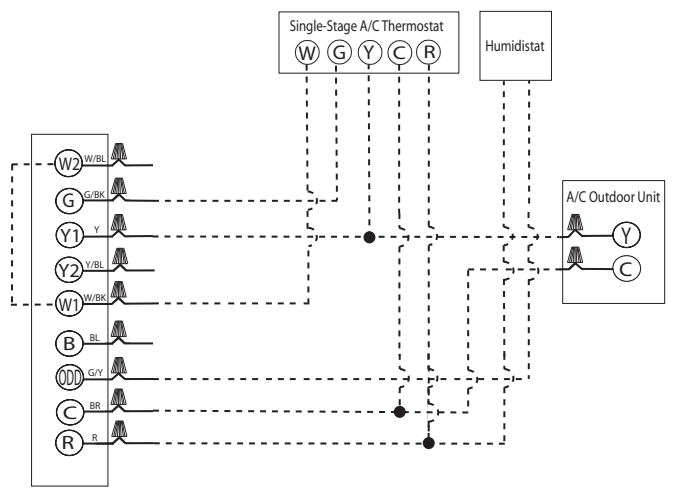 Single-Stage A/C Thermostat
W G Y C R
Humidistat
W2 W/BL
G G/BK
Y1 Y
Y2 Y/BL
W1 W/BK
B BL
ODD G/Y
C BR
R R
A/C Outdoor Unit
Y
C